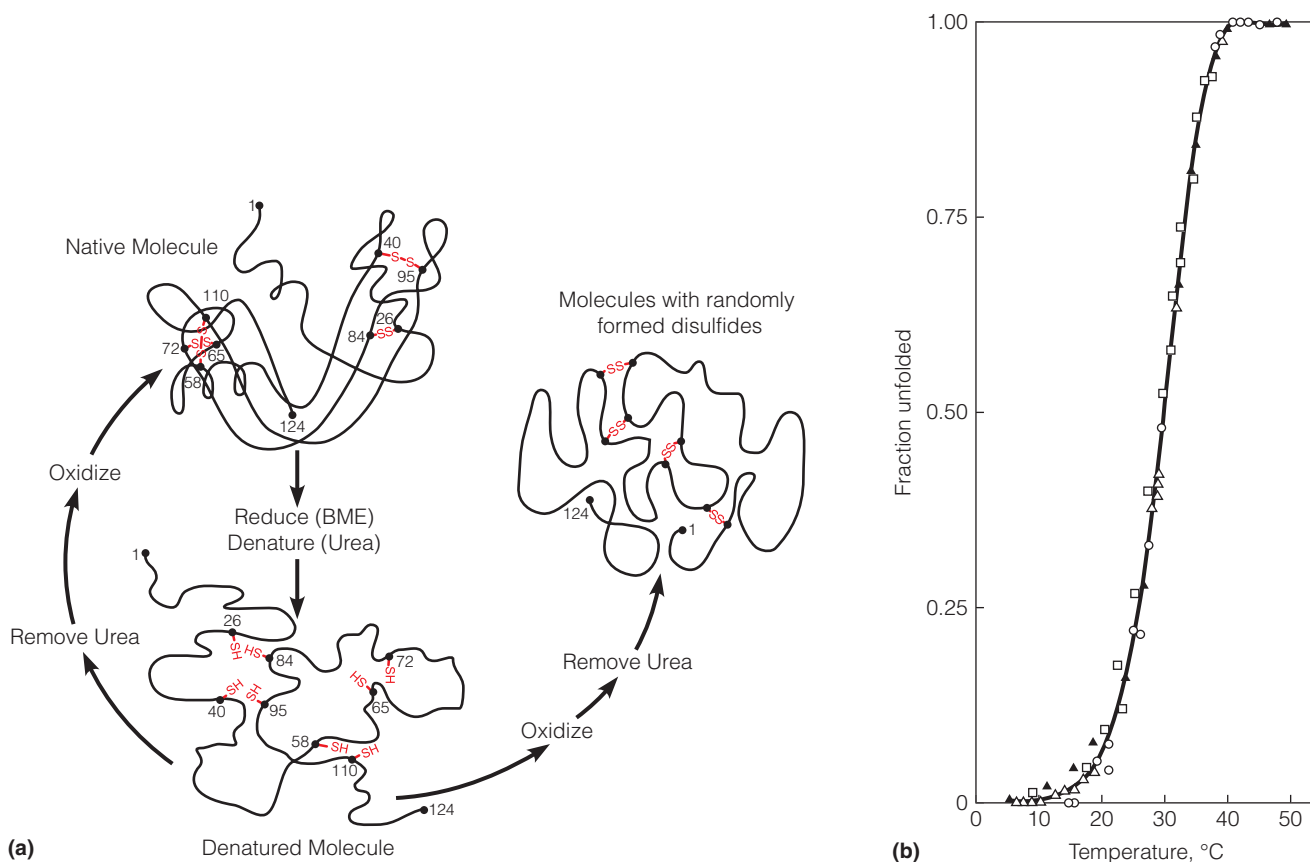 Native Molecule
1
40
S
S
95
110
S
72
S
S
65
S
58
84
SS
26
124
Oxidize
Reduce (BME)
Denature (Urea)
Remove Urea
1
26
SH
HS
84
72
SH
40
SH
HS
95
HS
65
58
SH
SH
110
124
Denatured Molecule
(a)
Molecules with randomly
formed disulfides
SS
SS
SS
SS
124
1
Remove Urea
Oxidize
1.00
0.75
0.50
0.25
0
Fraction unfolded
0
10
20
30
40
50
Temperature, °C
(b)